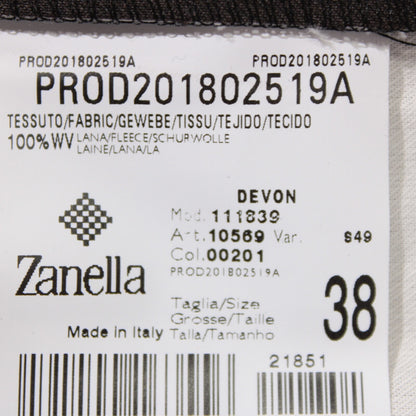 PROD201802519A PROD201802519A
PROD201802519A
TESSUTO/FABRIC/GEWEBE/TISSU/TEJIDO/TECIDO
100%WV LANA/FLEECE/SCHURWOLLE
LAINE/LANA/LA
DEVON
Mod. 111839
Art. 10569 Var. S49
Col. 00201
PROD201802519A
Zanella
Taglia/Size
Grosse/Taille
Talla/Tamanho
38
Made in Italy
21851